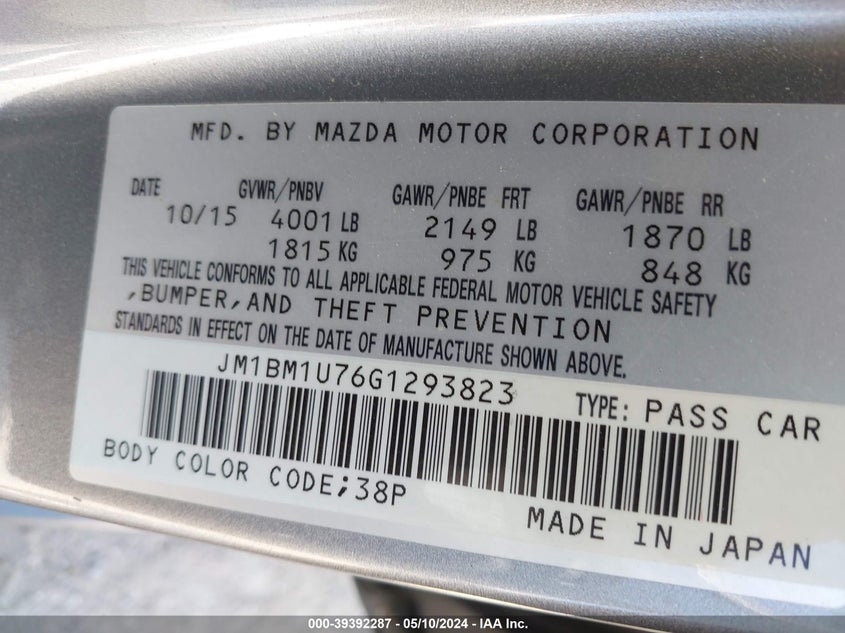 MFD. BY MAZDA MOTOR CORPORATION
DATE GVWR/PNBV GAWR/PNBE FRT GAWR/PNBE RR
10/15 4001 LB 2149 LB 1870 LB
1815 KG 975 KG 848 KG
THIS VEHICLE CONFORMS TO ALL APPLICABLE FEDERAL MOTOR VEHICLE SAFETY
,BUMPER,AND THEFT PREVENTION
STANDARDS IN EFFECT ON THE DATE OF MANUFACTURE SHOWN ABOVE.
JM1BM1U76G1293823 TYPE: PASS CAR
BODY COLOR CODE;38P
MADE IN JAPAN
000-39392287 - 05/10/2024 - IAA Inc.